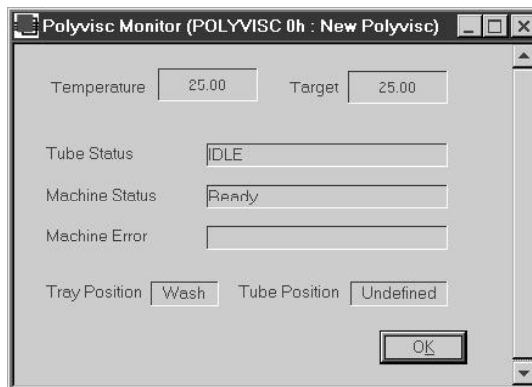 Polyvisc Monitor (POLYVISC 0h : New Polyvisc)
Temperature 25.00 Target 25.00
Tube Status IDLE
Machine Status Ready
Machine Error
Tray Position Wash Tube Position Undefined
OK